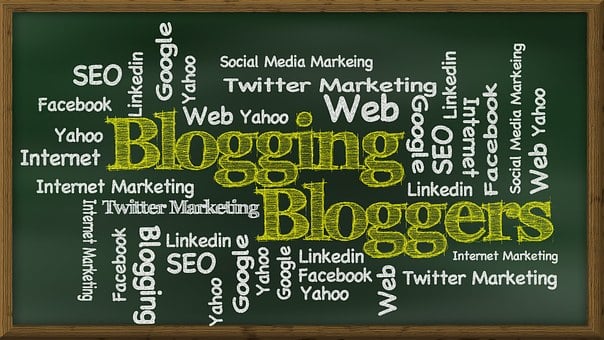 SEO
Linkedin
Google
Yahoo
Social Media Markeing
Twitter Marketing
Facebook
Web Yahoo
Web
Google
Linkedin
SEO
Internet
Facebook
Social Media Markeing
Web Yahoo
Yahoo
Internet
Blogging
Internet Marketing
Linkedin
Twitter Marketing
Bloggers
Internet Marketing
Facebook
Blogging
Linkedin
SEO
Yahoo
Google
Yahoo
Google
Linkedin
Facebook
Yahoo
Web
Internet Marketing
Twitter Marketing